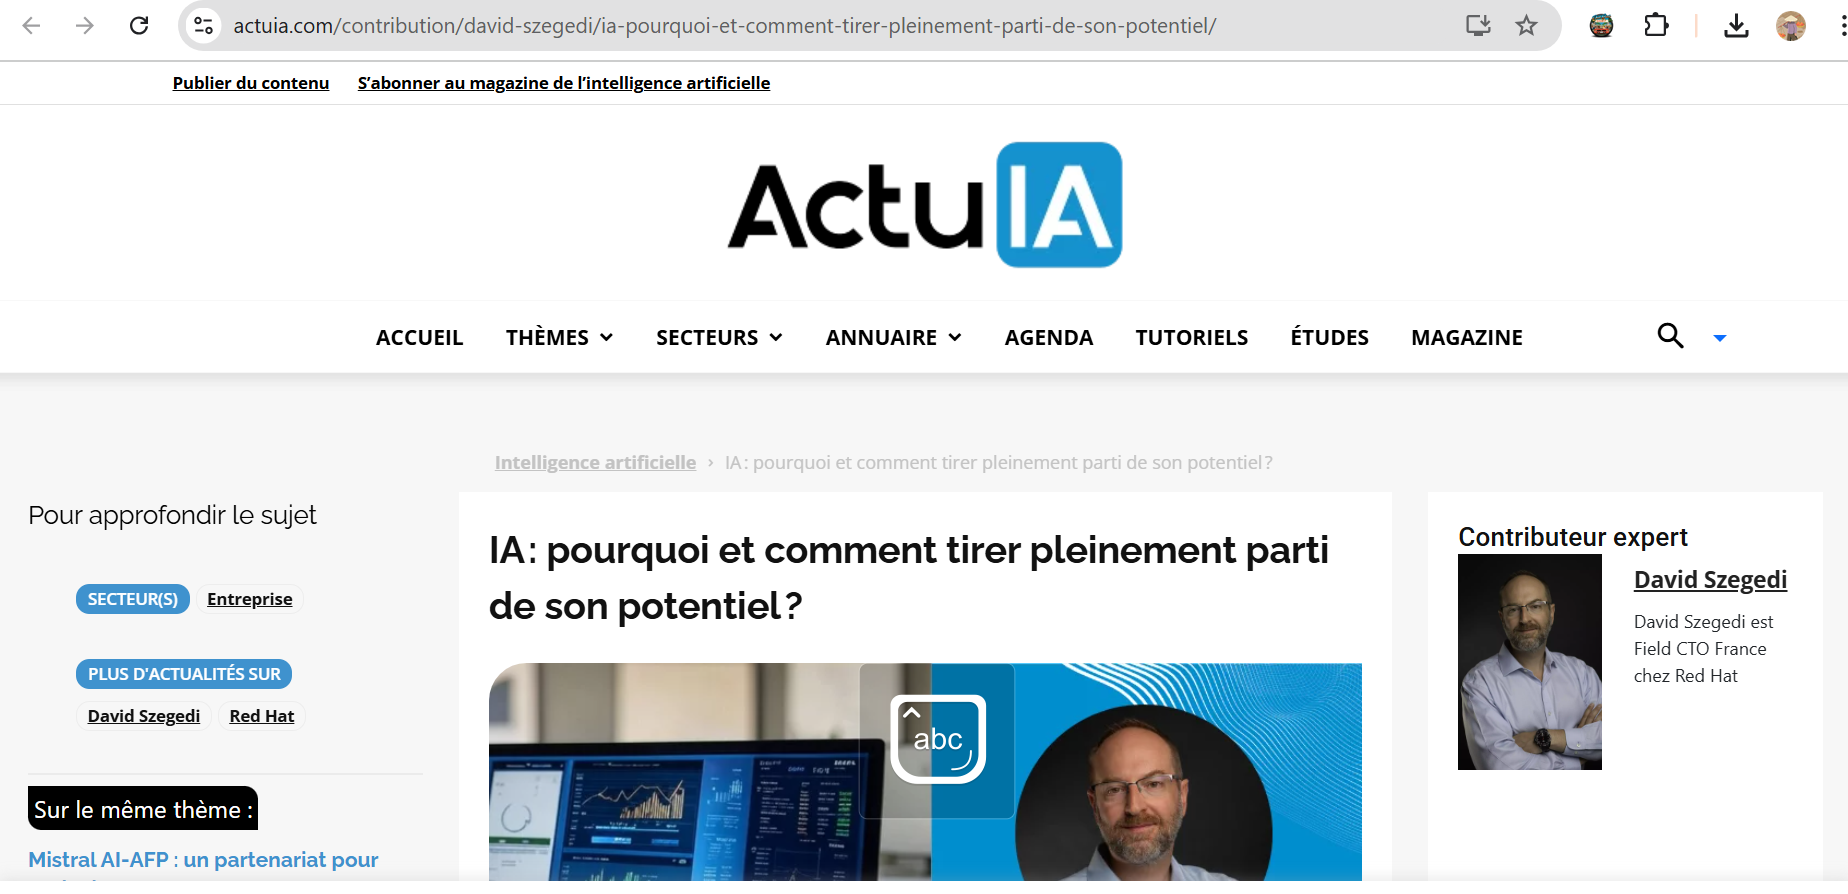 actuia.com/contribution/david-szegedi/ia-pourquoi-et-comment-tirer-pleinement-parti-de-son-potentiel/
Publier du contenu S’abonner au magazine de l’intelligence artificielle
ActuIA
ACCUEIL THÈMES SECTEURS ANNUAIRE AGENDA TUTORIELS ÉTUDES MAGAZINE
Intelligence artificielle › IA : pourquoi et comment tirer pleinement parti de son potentiel ?
Pour approfondir le sujet
SECTEUR(S) Entreprise
PLUS D'ACTUALITÉS SUR
David Szegedi Red Hat
Sur le même thème :
Mistral AI-AFP : un partenariat pour
IA : pourquoi et comment tirer pleinement parti
de son potentiel ?
abc
Contributeur expert
David Szegedi
David Szegedi est
Field CTO France
chez Red Hat